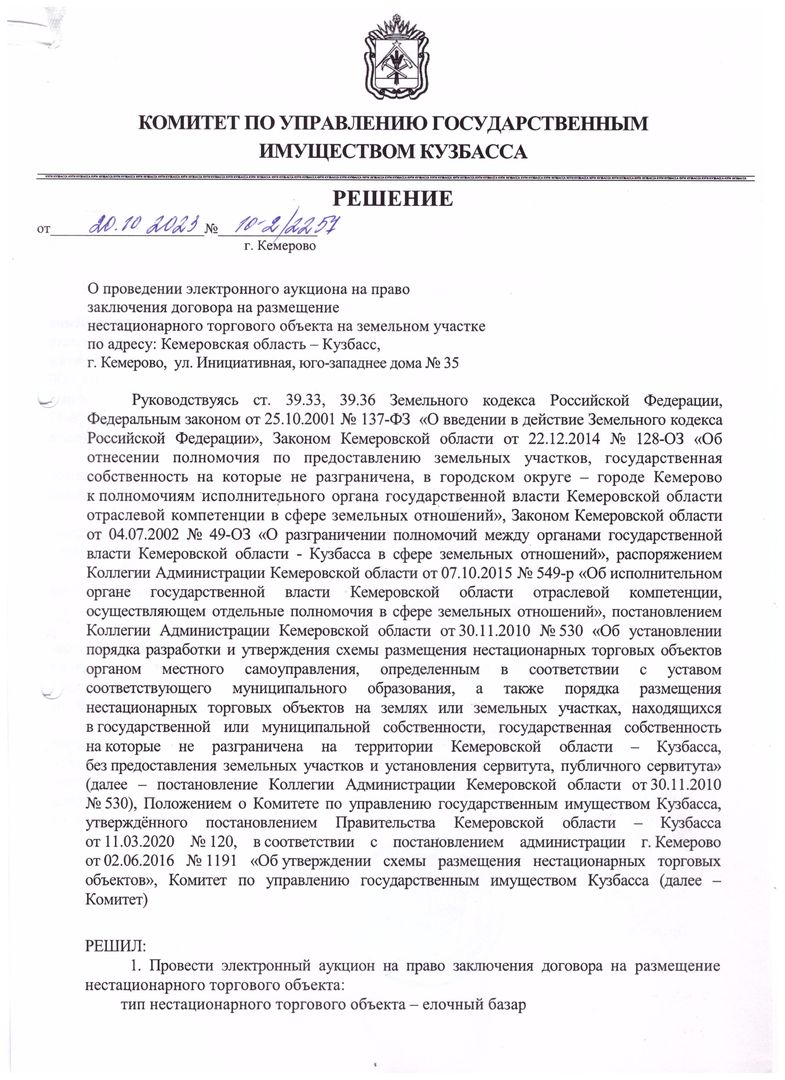 КОМИТЕТ ПО УПРАВЛЕНИЮ ГОСУДАРСТВЕННЫМ
ИМУЩЕСТВОМ КУЗБАССА
РЕШЕНИЕ
от 20.10 2023 № 10-2/2257
г. Кемерово
О проведении электронного аукциона на право
заключения договора на размещение
нестационарного торгового объекта на земельном участке
по адресу: Кемеровская область – Кузбасс,
г. Кемерово, ул. Инициативная, юго-западнее дома № 35
Руководствуясь ст. 39.33, 39.36 Земельного кодекса Российской Федерации,
Федеральным законом от 25.10.2001 № 137-ФЗ «О введении в действие Земельного кодекса
Российской Федерации», Законом Кемеровской области от 22.12.2014 № 128-ОЗ «Об
отнесении полномочия по предоставлению земельных участков, государственная
собственность на которые не разграничена, в городском округе – городе Кемерово
к полномочиям исполнительного органа государственной власти Кемеровской области
отраслевой компетенции в сфере земельных отношений», Законом Кемеровской области
от 04.07.2002 № 49-ОЗ «О разграничении полномочий между органами государственной
власти Кемеровской области - Кузбасса в сфере земельных отношений», распоряжением
Коллегии Администрации Кемеровской области от 07.10.2015 № 549-р «Об исполнительном
органе государственной власти Кемеровской области отраслевой компетенции,
осуществляющем отдельные полномочия в сфере земельных отношений», постановлением
Коллегии Администрации Кемеровской области от 30.11.2010 № 530 «Об установлении
порядка разработки и утверждения схемы размещения нестационарных торговых объектов
органом местного самоуправления, определенным в соответствии с уставом
соответствующего муниципального образования, а также порядка размещения
нестационарных торговых объектов на землях или земельных участках, находящихся
в государственной или муниципальной собственности, государственная собственность
на которые не разграничена на территории Кемеровской области – Кузбасса,
без предоставления земельных участков и установления сервитута, публичного сервитута»
(далее – постановление Коллегии Администрации Кемеровской области от 30.11.2010
№ 530), Положением о Комитете по управлению государственным имуществом Кузбасса,
утверждённого постановлением Правительства Кемеровской области – Кузбасса
от 11.03.2020 № 120, в соответствии с постановлением администрации г. Кемерово
от 02.06.2016 № 1191 «Об утверждении схемы размещения нестационарных торговых
объектов», Комитет по управлению государственным имуществом Кузбасса (далее –
Комитет)
РЕШИЛ:
1. Провести электронный аукцион на право заключения договора на размещение
нестационарного торгового объекта:
тип нестационарного торгового объекта – елочный базар